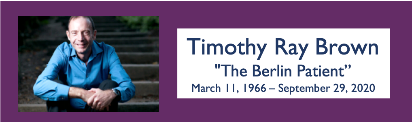 Timothy Ray Brown
"The Berlin Patient”
March 11, 1966 – September 29, 2020